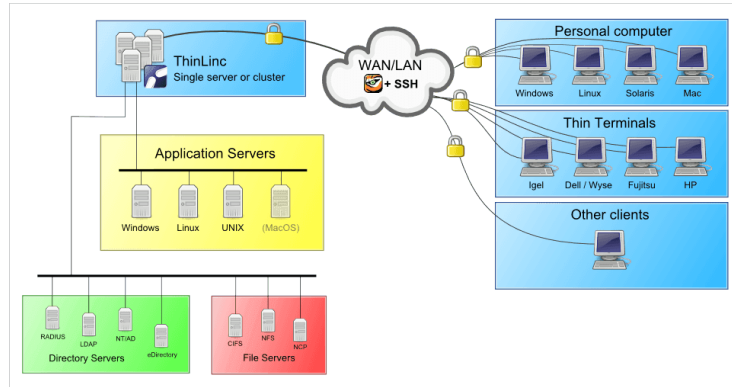 ThinLinc
Single server or cluster
WAN/LAN
+ SSH
Personal computer
Windows
Linux
Solaris
Mac
Thin Terminals
Igel
Dell / Wyse
Fujitsu
HP
Other clients
Application Servers
Windows
Linux
UNIX
(MacOS)
RADIUS
LDAP
NT/AD
eDirectory
Directory Servers
CIFS
NFS
NCP
File Servers